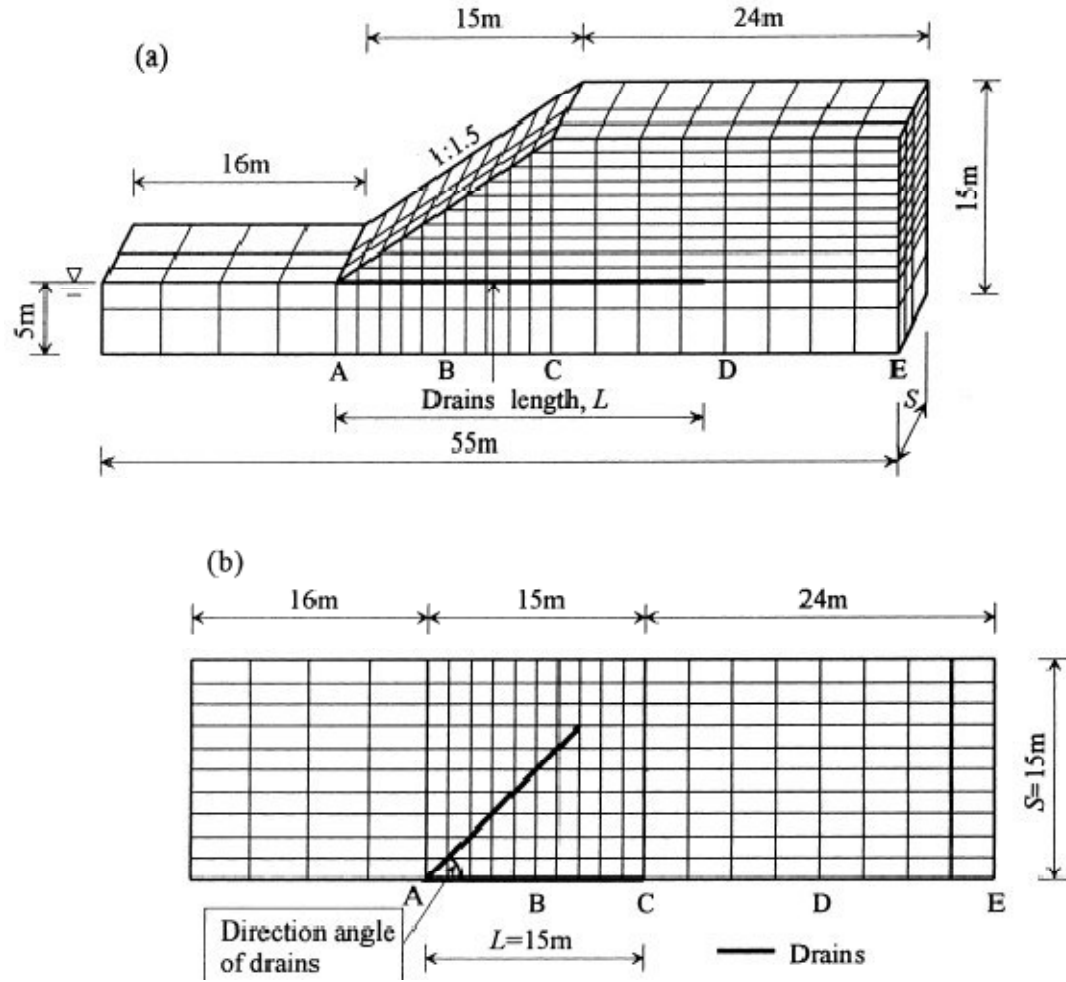 15m
24m
(a)
1:1.5
16m
15m
5m
A
B
C
D
E
Drains length, L
S
55m
(b)
16m
15m
24m
S=15m
A
B
C
D
E
Direction angle
of drains
L=15m
Drains